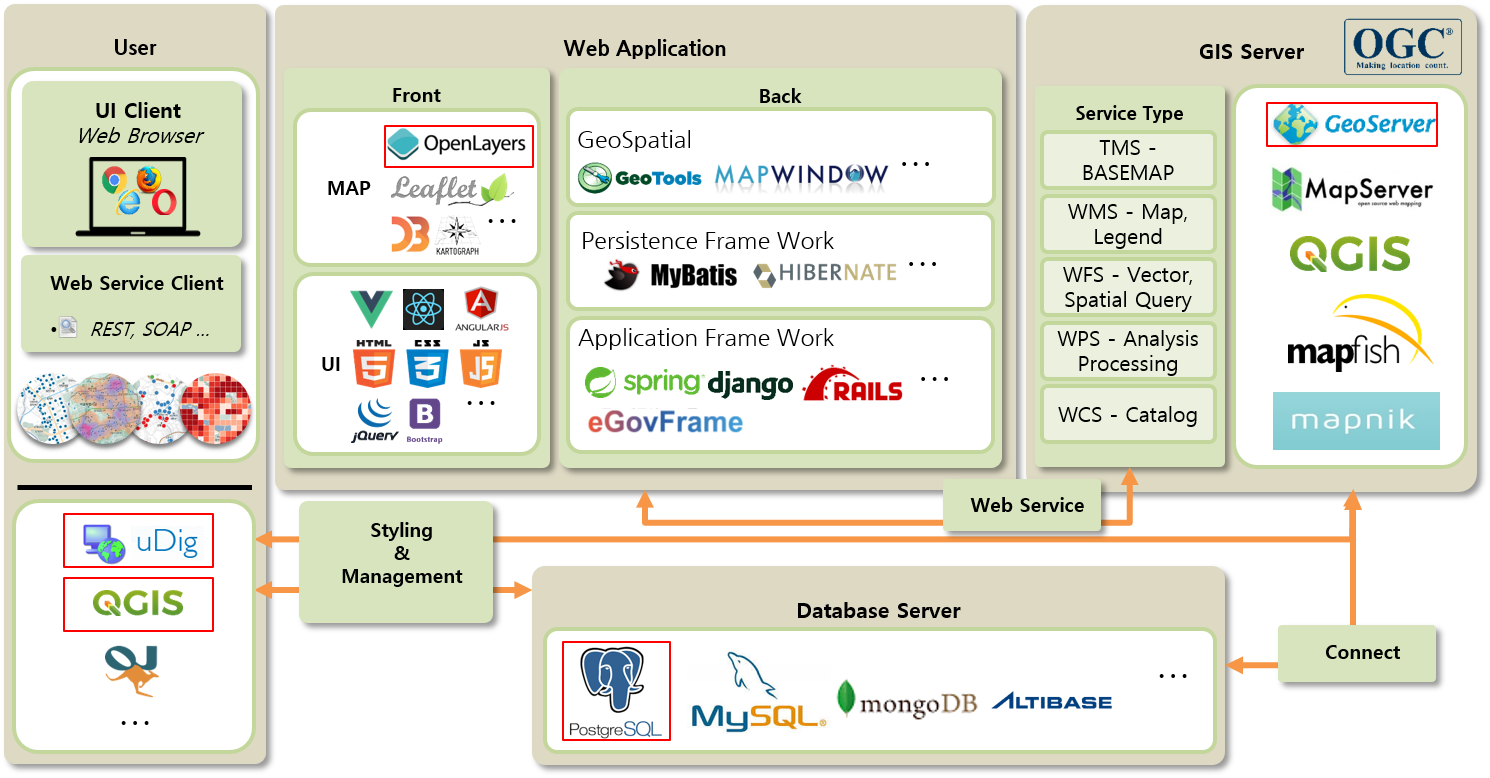 User
UI Client
Web Browser
Web Service Client
• REST, SOAP ...
uDig
QGIS
OJ
...
Web Application
Front
MAP
OpenLayers
Leaflet
D3
KARTOGRAPH
...
UI
ANGULARJS
HTML
5
CSS
3
JS
JS
jQuery
B
Bootstrap
...
Back
GeoSpatial
GeoTools
MAPWINDOW
...
Persistence Frame Work
MyBatis
HIBERNATE
...
Application Frame Work
spring
django
RAILS
...
eGovFrame
GIS Server
OGC®
Making location count.
Service Type
TMS -
BASEMAP
WMS - Map,
Legend
WFS - Vector,
Spatial Query
WPS - Analysis
Processing
WCS - Catalog
GeoServer
MapServer
open source web mapping
QGIS
mapfish
mapnik
Web Service
Styling
&
Management
Database Server
PostgreSQL
MySQL®
mongoDB
ALTIBASE
...
Connect